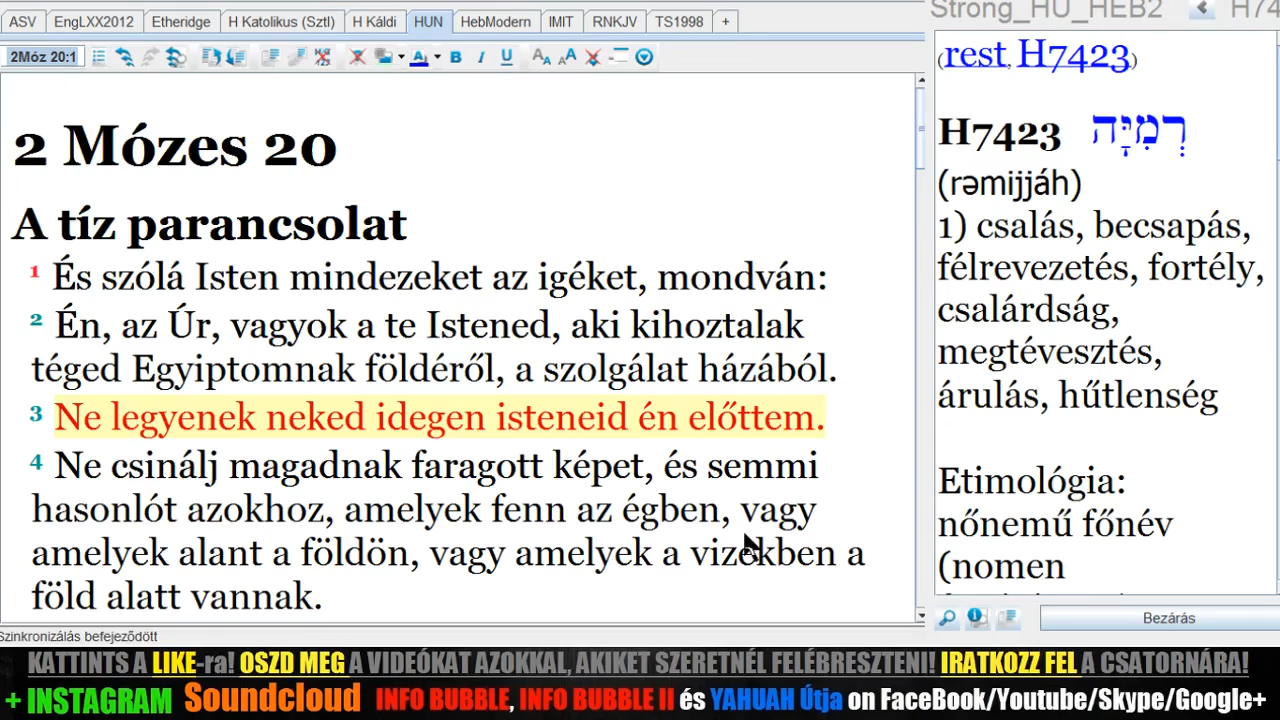 ASV EngLXX2012 Etheridge H Katolikus (Sztl) H Káldi HUN HebModern IMIT RNKJV TS1998 +
2Móz 20:1
2 Mózes 20
A tíz parancsolat
1 És szólá Isten mindezeket az igéket, mondván:
2 Én, az Úr, vagyok a te Istened, aki kihoztalak
téged Egyiptomnak földéről, a szolgálat házából.
3 Ne legyenek neked idegen isteneid én előttem.
4 Ne csinálj magadnak faragott képet, és semmi
hasonlót azokhoz, amelyek fenn az égben, vagy
amelyek alant a földön, vagy amelyek a vizekben a
föld alatt vannak.
Szinkronizálás befejeződött
Strong_HU_HEB2 H74
(rest, H7423)
H7423 רְמִיָּה
(rəmijjáh)
1) csalás, becsapás,
félrevezetés, fortély,
csalárdság,
megtévesztés,
árulás, hűtlenség
Etimológia:
nőnemű főnév
(nomen
Bezárás
KATTINTS A LIKE-ra! OSZD MEG A VIDEÓKAT AZOKKAL, AKIKET SZERETNÉL FELÉBRESZTENI! IRATKOZZ FEL A CSATORNÁRA!
+ INSTAGRAM Soundcloud INFO BUBBLE, INFO BUBBLE II és YAHUAH Útja on FaceBook/Youtube/Skype/Google+